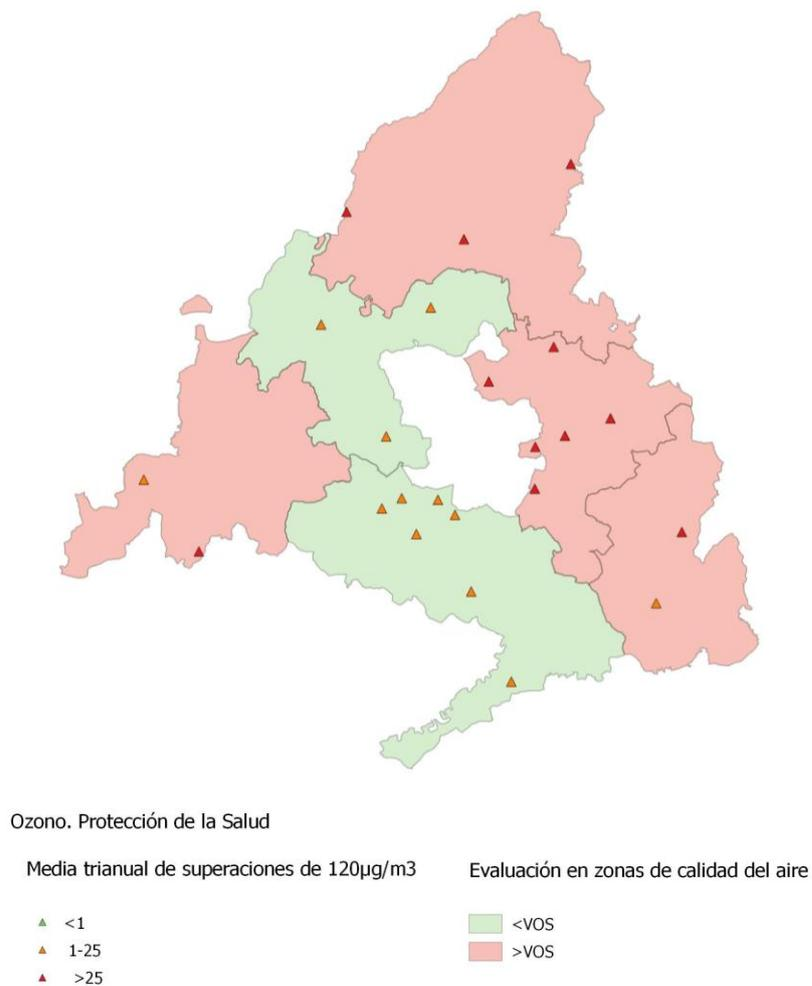 Ozono. Protección de la Salud
Media trianual de superaciones de 120µg/m3
<1
1-25
>25
Evaluación en zonas de calidad del aire
<VOS
>VOS